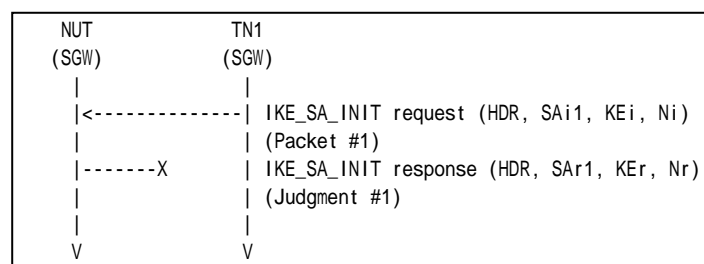 NUT TN1
(SGW) (SGW)
| |
|<--------------| IKE_SA_INIT request (HDR, SAi1, KEi, Ni)
| | (Packet #1)
|-------X | IKE_SA_INIT response (HDR, SAr1, KEr, Nr)
| | (Judgment #1)
| |
V V